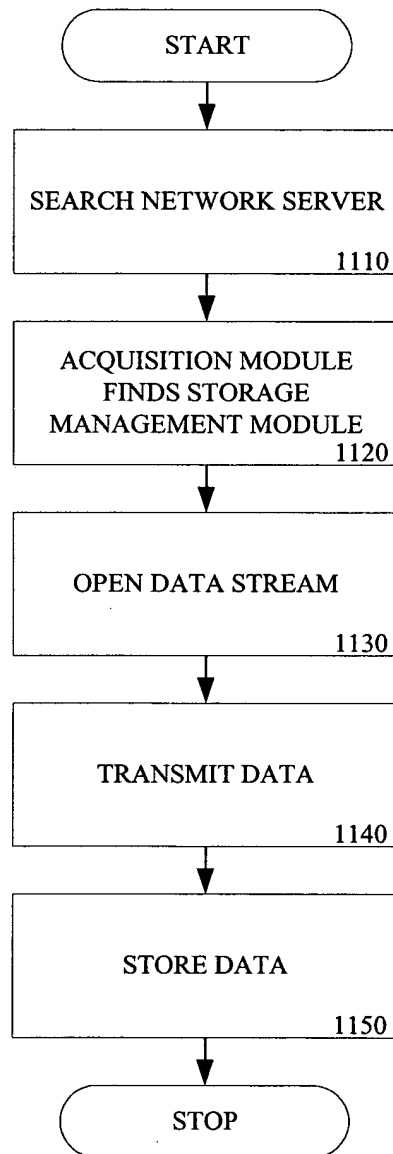 START
SEARCH NETWORK SERVER
1110
ACQUISITION MODULE
FINDS STORAGE
MANAGEMENT MODULE
1120
OPEN DATA STREAM
1130
TRANSMIT DATA
1140
STORE DATA
1150
STOP